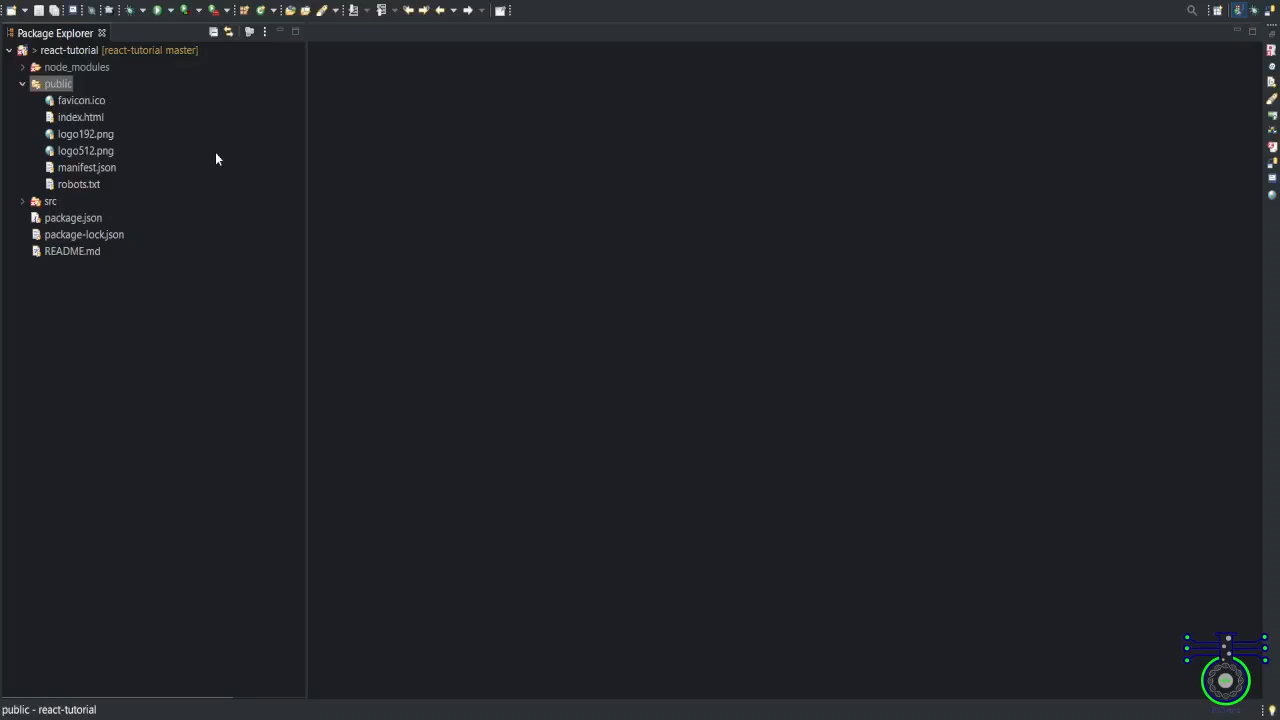 Package Explorer
> react-tutorial [react-tutorial master]
node_modules
public
favicon.ico
index.html
logo192.png
logo512.png
manifest.json
robots.txt
src
package.json
package-lock.json
README.md
public - react-tutorial